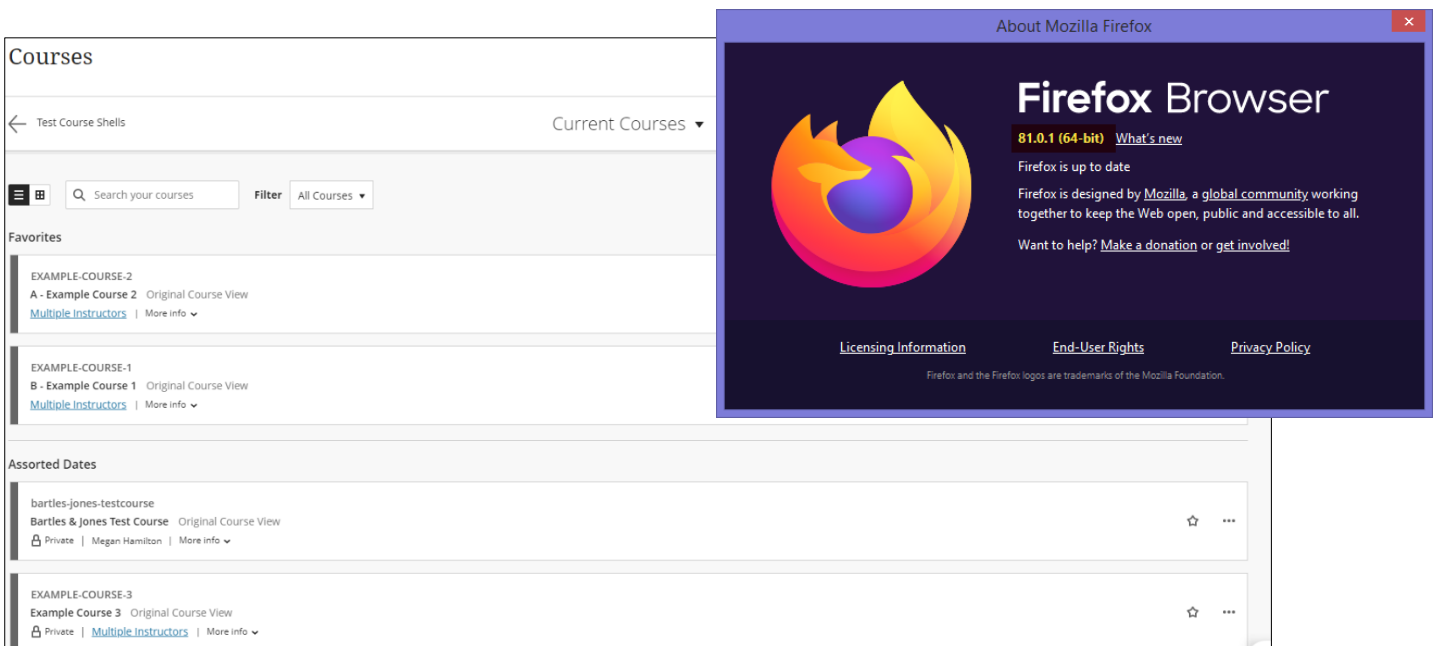 Courses
Test Course Shells
Current Courses
Search your courses
Filter
All Courses
Favorites
EXAMPLE-COURSE-2
A - Example Course 2 Original Course View
Multiple Instructors | More info
EXAMPLE-COURSE-1
B - Example Course 1 Original Course View
Multiple Instructors | More info
Assorted Dates
bartles-jones-testcourse
Bartles & Jones Test Course Original Course View
Private | Megan Hamilton | More info
EXAMPLE-COURSE-3
Example Course 3 Original Course View
Private | Multiple Instructors | More info
About Mozilla Firefox
Firefox Browser
81.0.1 (64-bit) What's new
Firefox is up to date
Firefox is designed by Mozilla, a global community working
together to keep the Web open, public and accessible to all.
Want to help? Make a donation or get involved!
Licensing Information
End-User Rights
Privacy Policy
Firefox and the Firefox logos are trademarks of the Mozilla Foundation.